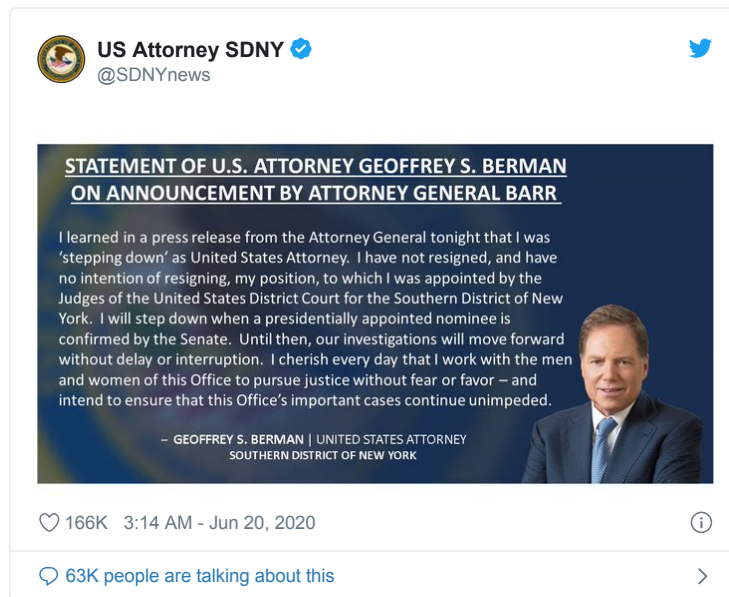 US Attorney SDNY
@SDNYnews
STATEMENT OF U.S. ATTORNEY GEOFFREY S. BERMAN
ON ANNOUNCEMENT BY ATTORNEY GENERAL BARR
I learned in a press release from the Attorney General tonight that I was
‘stepping down’ as United States Attorney.  I have not resigned, and have
no intention of resigning, my position, to which I was appointed by the
Judges of the United States District Court for the Southern District of New
York.  I will step down when a presidentially appointed nominee is
confirmed by the Senate.  Until then, our investigations will move forward
without delay or interruption.  I cherish every day that I work with the men
and women of this Office to pursue justice without fear or favor – and
intend to ensure that this Office’s important cases continue unimpeded.
– GEOFFREY S. BERMAN | UNITED STATES ATTORNEY
SOUTHERN DISTRICT OF NEW YORK
166K 3:14 AM - Jun 20, 2020
63K people are talking about this